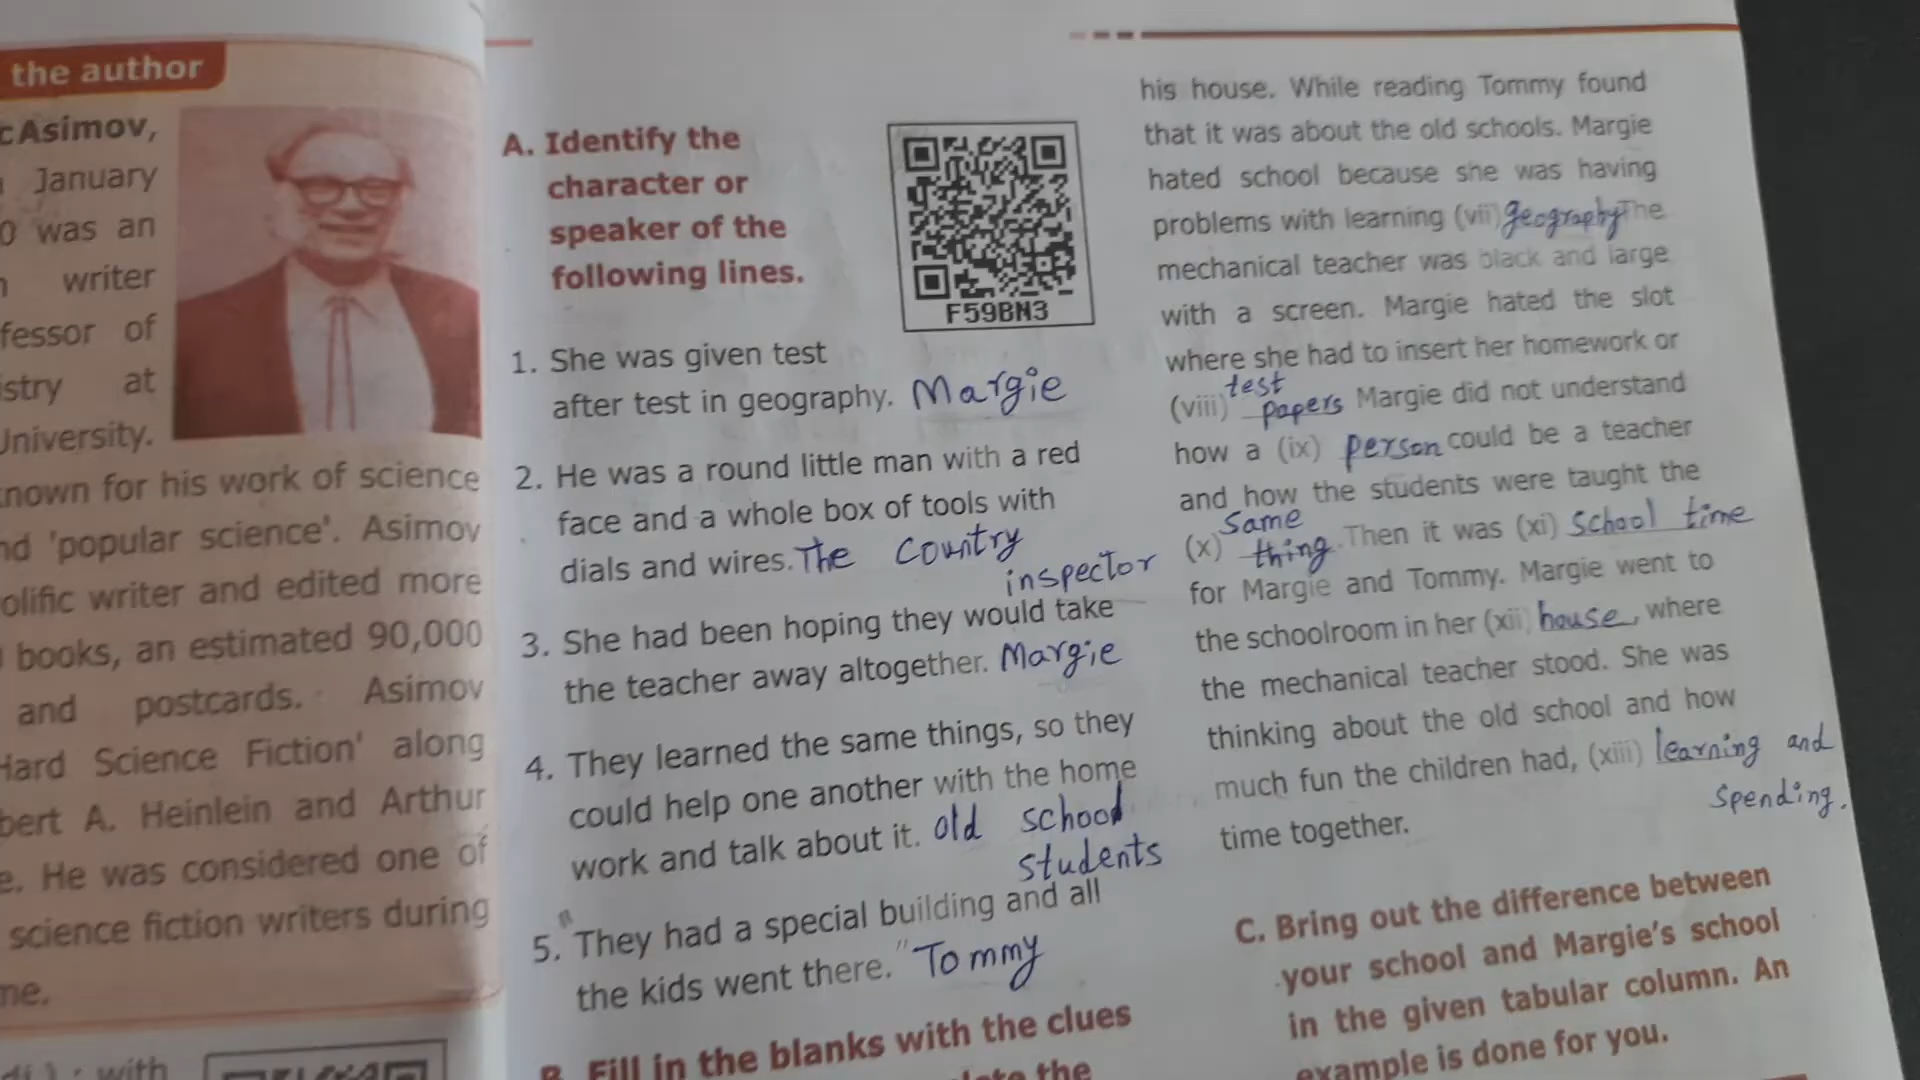 the author
c Asimov,
January
0 was an
writer
fessor of
istry at
University.
known for his work of science
nd 'popular science'. Asimov
olific writer and edited more
books, an estimated 90,000
and postcards. Asimov
Hard Science Fiction' along
bert A. Heinlein and Arthur
e. He was considered one of
science fiction writers during
me.
with
A. Identify the
character or
speaker of the
following lines.
F59BN3
1. She was given test
after test in geography. Margie
2. He was a round little man with a red
face and a whole box of tools with
dials and wires. The Country
inspector
3. She had been hoping they would take
the teacher away altogether. Margie
4. They learned the same things, so they
could help one another with the home
work and talk about it. old school
students
5. "They had a special building and all
the kids went there." Tommy
B. Fill in the blanks with the clues
the
his house. While reading Tommy found
that it was about the old schools. Margie
hated school because she was having
problems with learning (vii) geography The
mechanical teacher was black and large
with a screen. Margie hated the slot
where she had to insert her homework or
(viii) test papers Margie did not understand
how a (ix) person could be a teacher
and how the students were taught the
(x) Same thing. Then it was (xi) School time
for Margie and Tommy. Margie went to
the schoolroom in her (xii) house, where
the mechanical teacher stood. She was
thinking about the old school and how
much fun the children had, (xiii) learning and
Spending.
time together.
C. Bring out the difference between
your school and Margie's school
in the given tabular column. An
example is done for you.